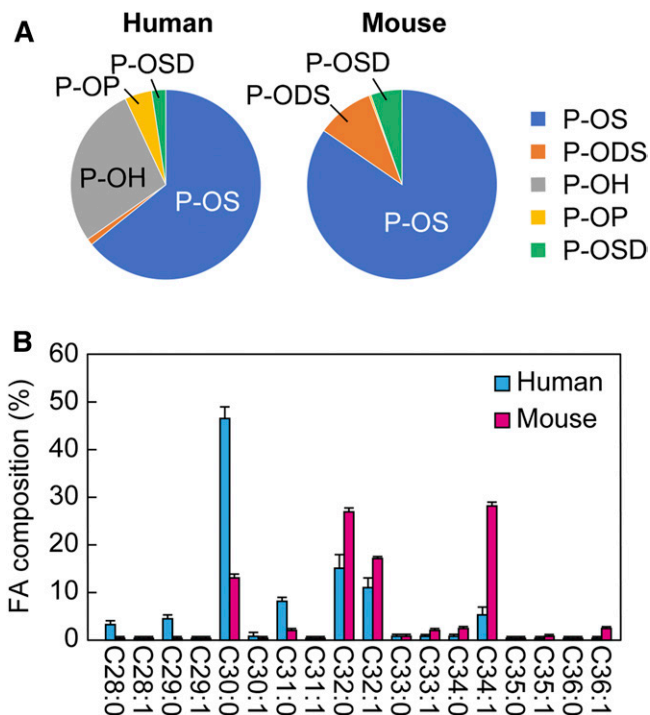 A
Human
Mouse
P-OSD
P-OP
P-OH
P-OS
P-OSD
P-ODS
P-OS
P-OS
P-ODS
P-OH
P-OP
P-OSD
B
FA composition (%)
60
50
40
30
20
10
0
Human
Mouse
C28:0
C28:1
C29:0
C29:1
C30:0
C30:1
C31:0
C31:1
C32:0
C32:1
C33:0
C33:1
C34:0
C34:1
C35:0
C35:1
C36:0
C36:1